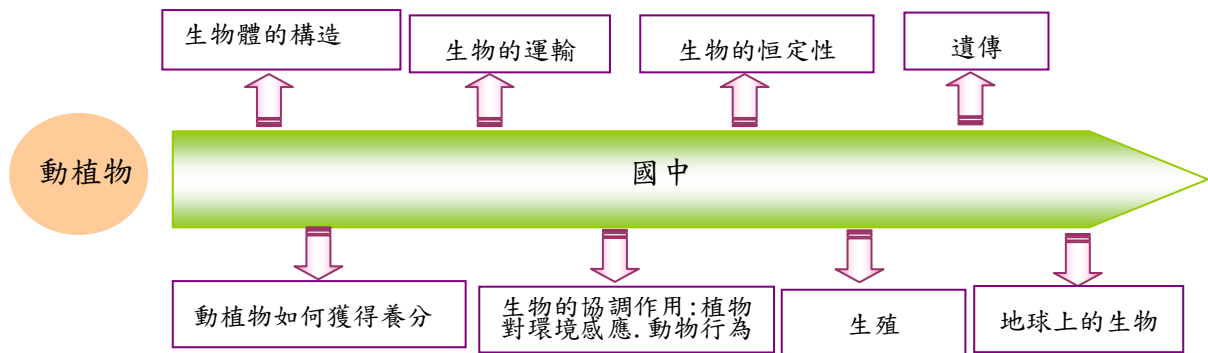 生物體的構造
生物的運輸
生物的恒定性
遺傳
動植物
國中
動植物如何獲得養分
生物的協調作用:植物
對環境感應.動物行為
生殖
地球上的生物